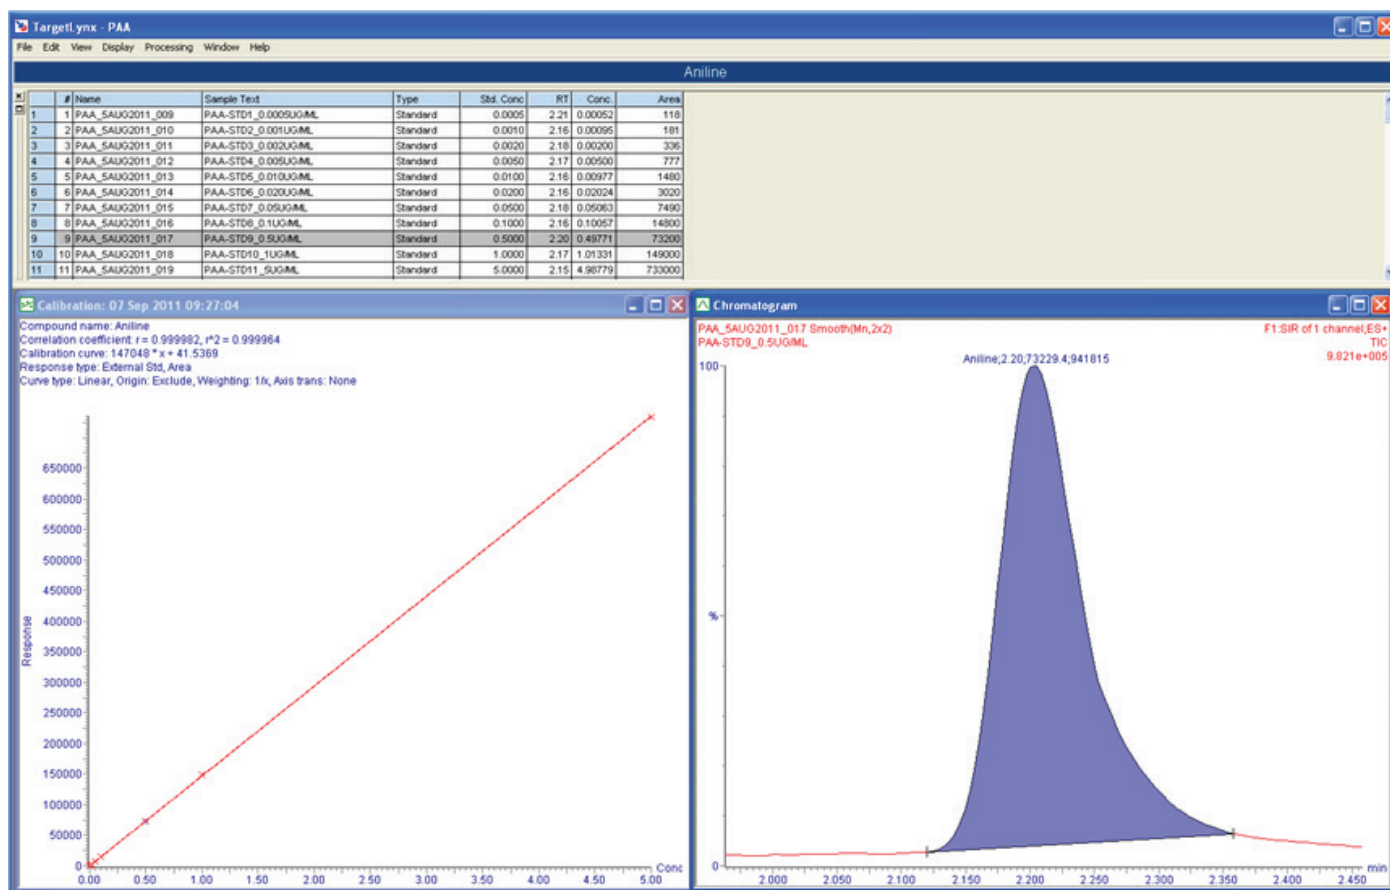 TargetLynx - PAA
File Edit View Display Processing Window Help
Aniline
# Name Sample Text Type Std. Conc RT Conc. Area
1 1 PAA_5AUG2011_009 PAA-STD1_0.0005UG/ML Standard 0.0005 2.21 0.00052 118
2 2 PAA_5AUG2011_010 PAA-STD2_0.001UG/ML Standard 0.0010 2.16 0.00095 181
3 3 PAA_5AUG2011_011 PAA-STD3_0.002UG/ML Standard 0.0020 2.18 0.00200 336
4 4 PAA_5AUG2011_012 PAA-STD4_0.005UG/ML Standard 0.0050 2.17 0.00500 777
5 5 PAA_5AUG2011_013 PAA-STD5_0.010UG/ML Standard 0.0100 2.16 0.00977 1480
6 6 PAA_5AUG2011_014 PAA-STD6_0.020UG/ML Standard 0.0200 2.16 0.02024 3020
7 7 PAA_5AUG2011_015 PAA-STD7_0.05UG/ML Standard 0.0500 2.18 0.05063 7490
8 8 PAA_5AUG2011_016 PAA-STD8_0.1UG/ML Standard 0.1000 2.16 0.10057 14800
9 9 PAA_5AUG2011_017 PAA-STD9_0.5UG/ML Standard 0.5000 2.20 0.49771 73200
10 10 PAA_5AUG2011_018 PAA-STD10_1UG/ML Standard 1.0000 2.17 1.01331 149000
11 11 PAA_5AUG2011_019 PAA-STD11_5UG/ML Standard 5.0000 2.15 4.98779 733000
Calibration: 07 Sep 2011 09:27:04
Compound name: Aniline
Correlation coefficient: r = 0.999982, r^2 = 0.999964
Calibration curve: 147048 * x + 41.5369
Response type: External Std, Area
Curve type: Linear, Origin: Exclude, Weighting: 1/x, Axis trans: None
650000
600000
550000
500000
450000
400000
350000
300000
250000
200000
150000
100000
50000
0
Response
Conc
0.00 0.50 1.00 1.50 2.00 2.50 3.00 3.50 4.00 4.50 5.00
Chromatogram
PAA_5AUG2011_017 Smooth(Mn,2x2)
PAA-STD9_0.5UG/ML
F1:SIR of 1 channel,ES+
TIC
9.821e+005
Aniline;2.20;73229.4;941815
100
%
0
min
2.000 2.050 2.100 2.150 2.200 2.250 2.300 2.350 2.400 2.450